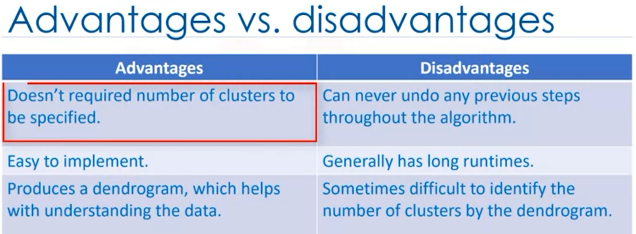 Advantages vs. disadvantages
Advantages
Disadvantages
Doesn't required number of clusters to
be specified.
Can never undo any previous steps
throughout the algorithm.
Easy to implement.
Generally has long runtimes.
Produces a dendrogram, which helps
with understanding the data.
Sometimes difficult to identify the
number of clusters by the dendrogram.